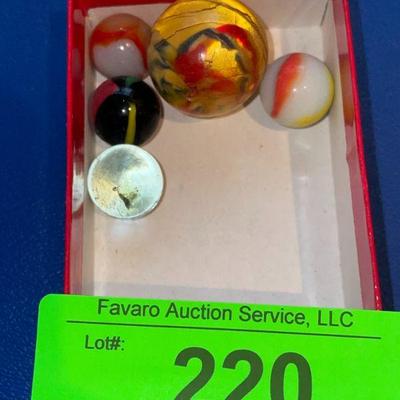 Favaro Auction Service, LLC
Lot#:
220